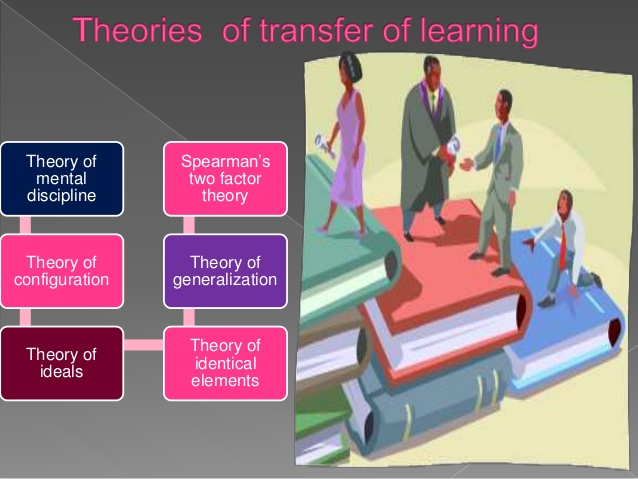 Theories of transfer of learning
Theory of
mental
discipline
Theory of
configuration
Theory of
ideals
Theory of
identical
elements
Theory of
generalization
Spearman's
two factor
theory